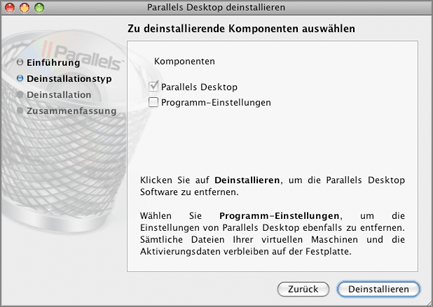 Parallels Desktop deinstallieren
Zu deinstallierende Komponenten auswählen
Parallels
Einführung
Deinstallationstyp
Deinstallation
Zusammenfassung
Komponenten
Parallels Desktop
Programm-Einstellungen
Klicken Sie auf Deinstallieren, um die Parallels Desktop
Software zu entfernen.
Wählen Sie Programm-Einstellungen, um die
Einstellungen von Parallels Desktop ebenfalls zu entfernen.
Sämtliche Dateien Ihrer virtuellen Maschinen und die
Aktivierungsdaten verbleiben auf der Festplatte.
Zurück
Deinstallieren